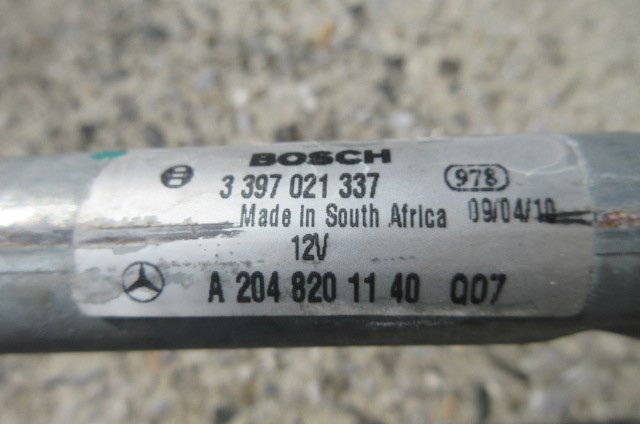 BOSCH
3 397 021 337 978
Made In South Africa 09/04/10
12V
A 204 820 11 40 Q07